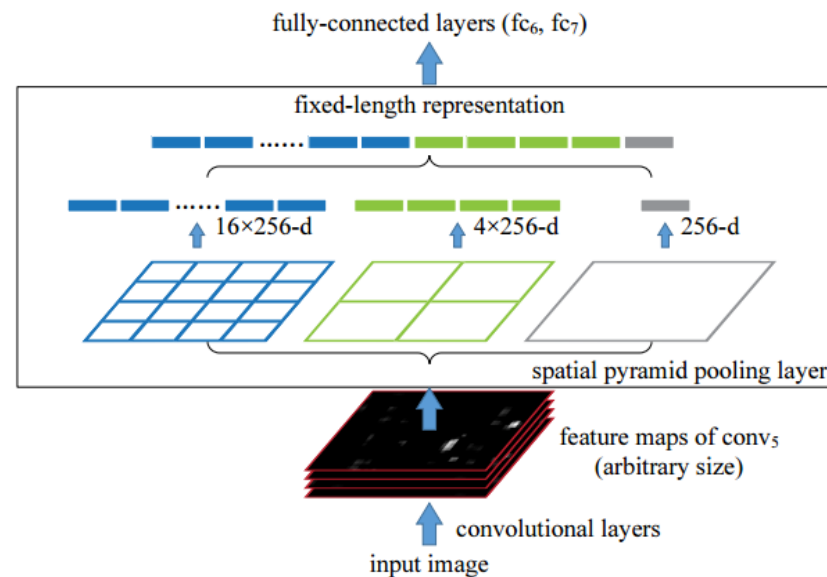 fully-connected layers (fc₆, fc₇)
fixed-length representation
......
......
16×256-d
4×256-d
256-d
spatial pyramid pooling layer
feature maps of conv₅
(arbitrary size)
convolutional layers
input image